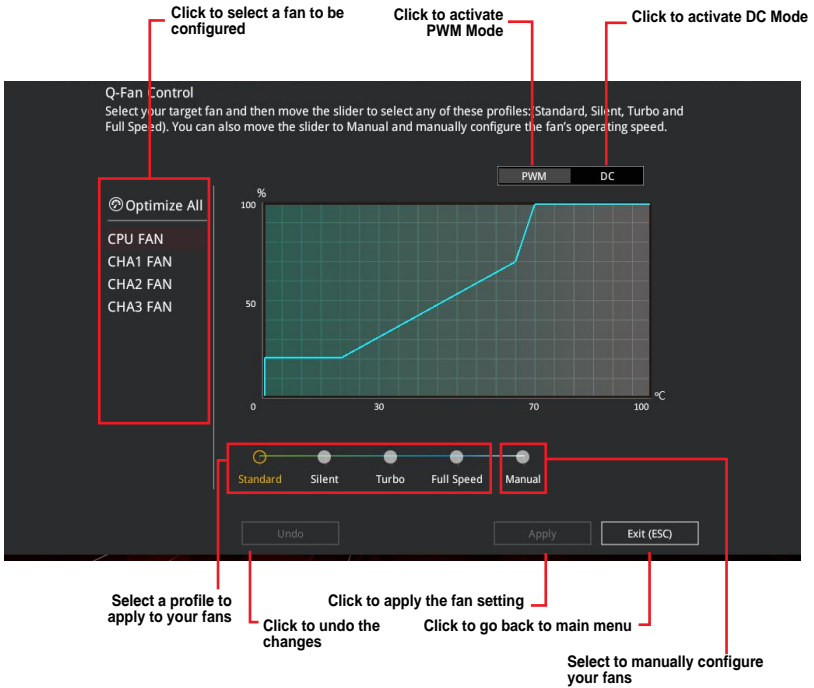 Click to select a fan to be
configured
Click to activate
PWM Mode
Click to activate DC Mode
Q-Fan Control
Select your target fan and then move the slider to select any of these profiles:(Standard, Silent, Turbo and
Full Speed). You can also move the slider to Manual and manually configure the fan's operating speed.
PWM
DC
Optimize All
CPU FAN
CHA1 FAN
CHA2 FAN
CHA3 FAN
%
100
50
0
30
70
100
ºC
Standard
Silent
Turbo
Full Speed
Manual
Undo
Apply
Exit (ESC)
Select a profile to
apply to your fans
Click to undo the
changes
Click to apply the fan setting
Click to go back to main menu
Select to manually configure
your fans